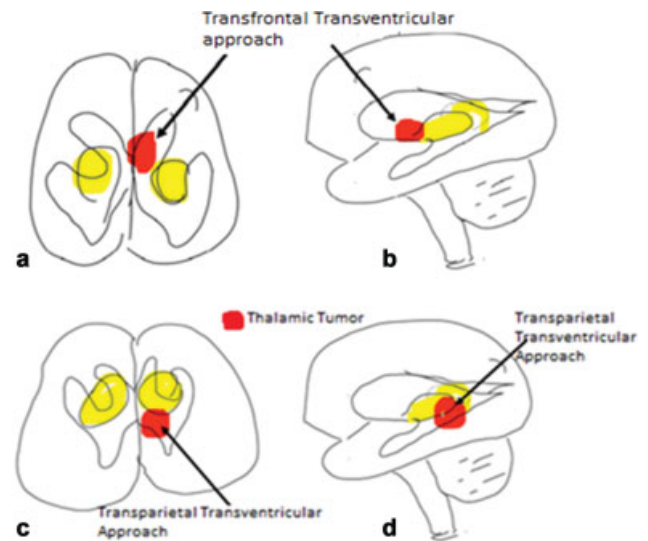 Transfrontal Transventricular
approach
a
b
Thalamic Tumor
Transparietal
Transventricular
Approach
Transparietal Transventricular
Approach
c
d